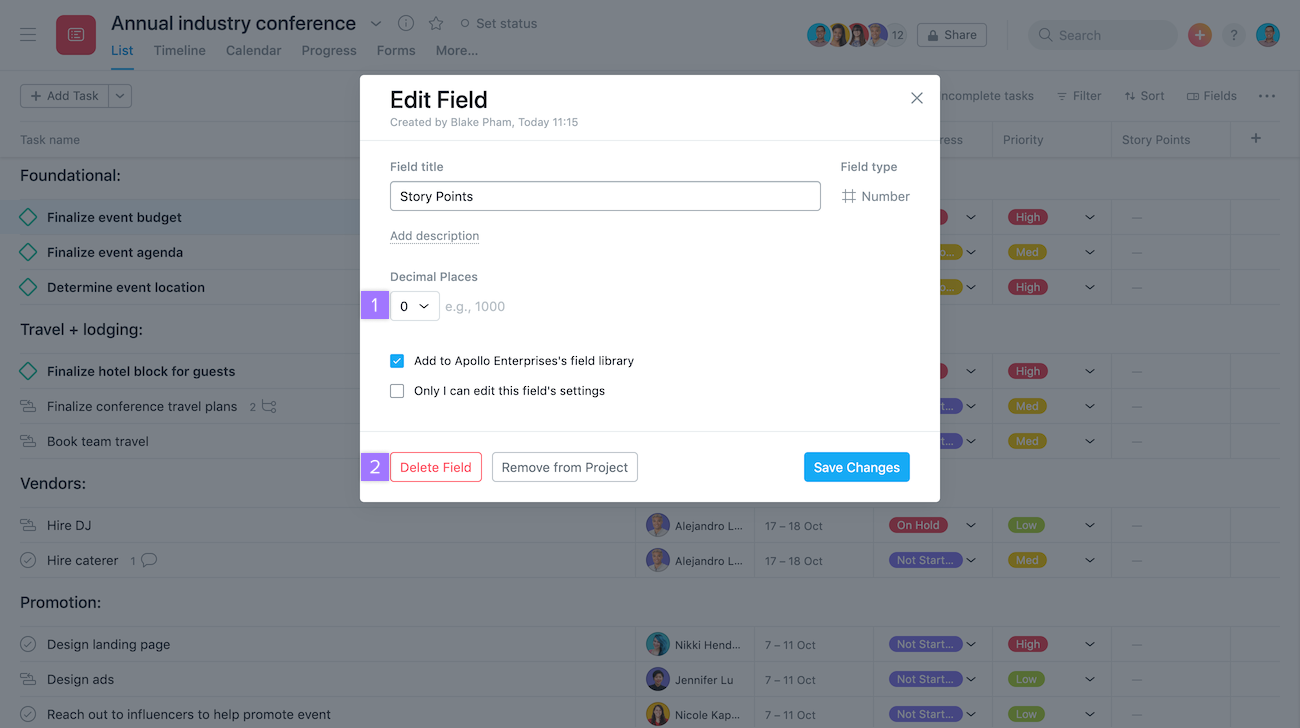 Annual industry conference
Set status
List Timeline Calendar Progress Forms More...
12
Share
Search
?
Add Task
ncomplete tasks
Filter
Sort
Fields
Task name
ress
Priority
Story Points
Edit Field
Created by Blake Pham, Today 11:15
Field title
Field type
Story Points
Number
Add description
Decimal Places
1
0
e.g., 1000
Add to Apollo Enterprises's field library
Only I can edit this field's settings
2
Delete Field
Remove from Project
Save Changes
Foundational:
Finalize event budget
High
—
Finalize event agenda
o...
Med
—
Determine event location
o...
High
—
Travel + lodging:
Finalize hotel block for guests
High
—
Finalize conference travel plans 2
t...
Med
—
Book team travel
t...
Med
—
Vendors:
Hire DJ
Alejandro L...
17 – 18 Oct
On Hold
Low
—
Hire caterer 1
Alejandro L...
17 – 18 Oct
Not Start...
Med
—
Promotion:
Design landing page
Nikki Hend...
7 – 11 Oct
Not Start...
High
—
Design ads
Jennifer Lu
7 – 11 Oct
Not Start...
Low
—
Reach out to influencers to help promote event
Nicole Kap...
7 – 11 Oct
Not Start...
Low
—